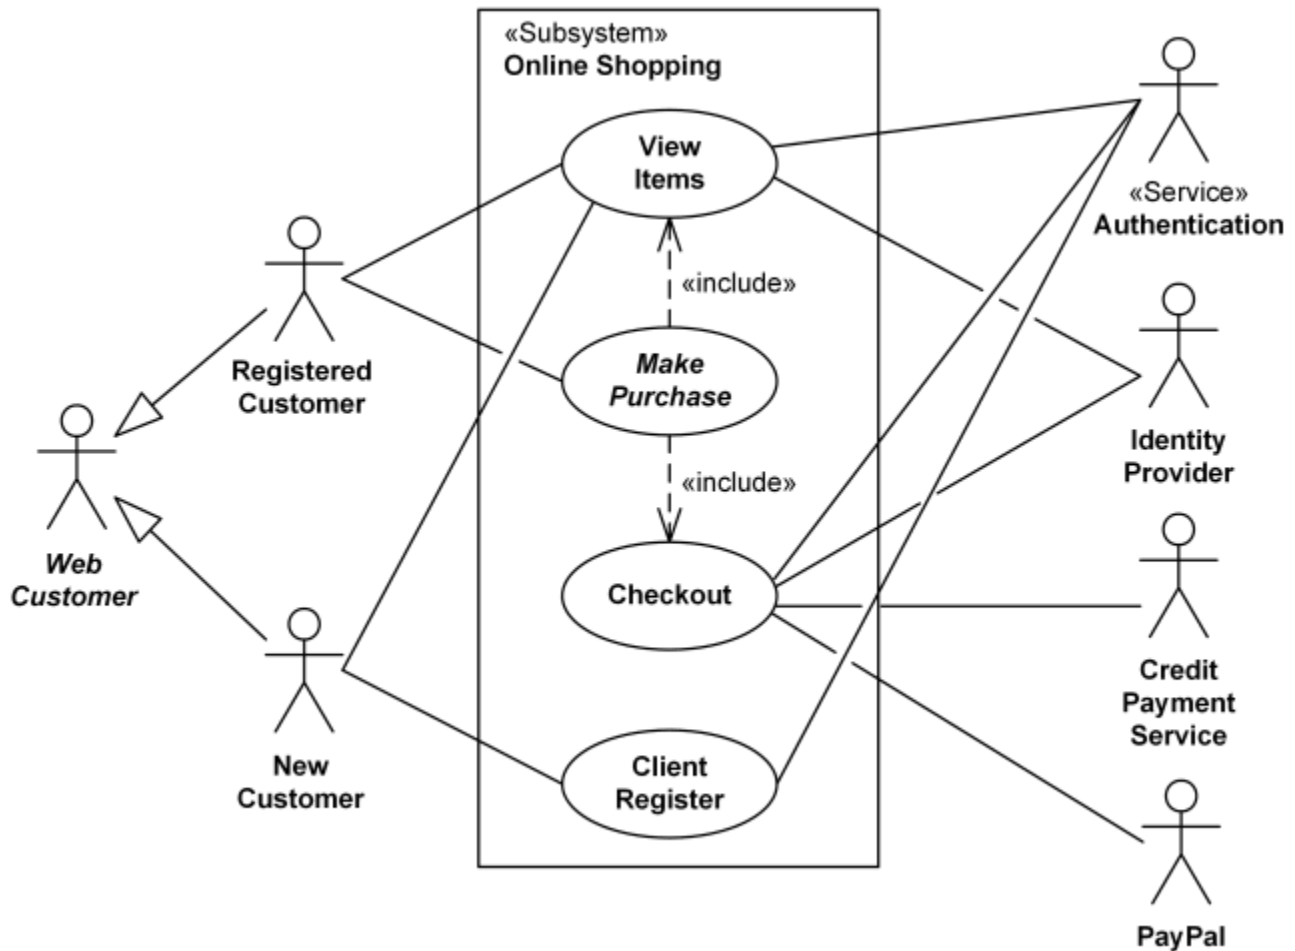 «Subsystem»
Online Shopping
View
Items
«include»
Make
Purchase
«include»
Checkout
Client
Register
Registered
Customer
Web
Customer
New
Customer
«Service»
Authentication
Identity
Provider
Credit
Payment
Service
PayPal